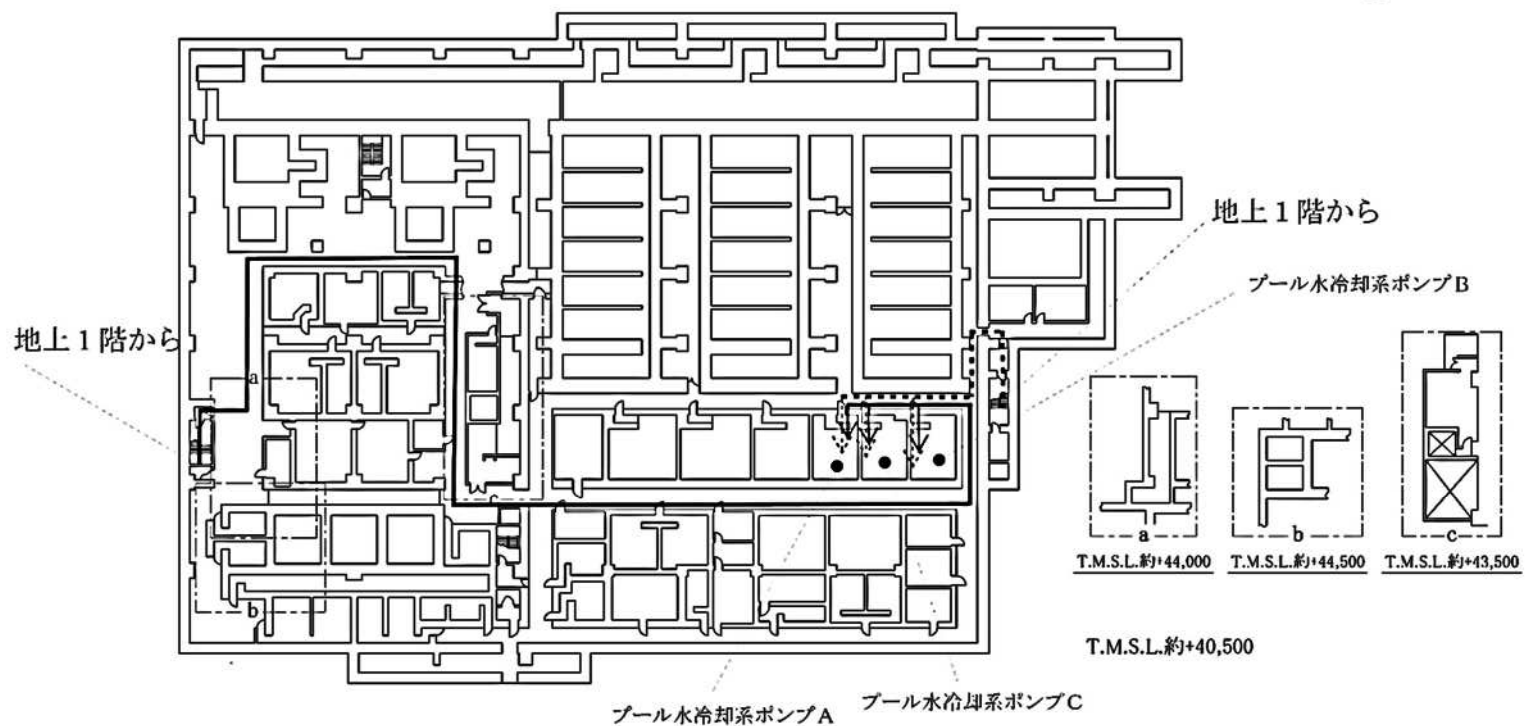 地上1階から
プール水冷却系ポンプB
地上1階から
a
b
c
a
b
c
T.M.S.L.約+44,000
T.M.S.L.約+44,500
T.M.S.L.約+43,500
T.M.S.L.約+40,500
プール水冷却系ポンプA
プール水冷却系ポンプC